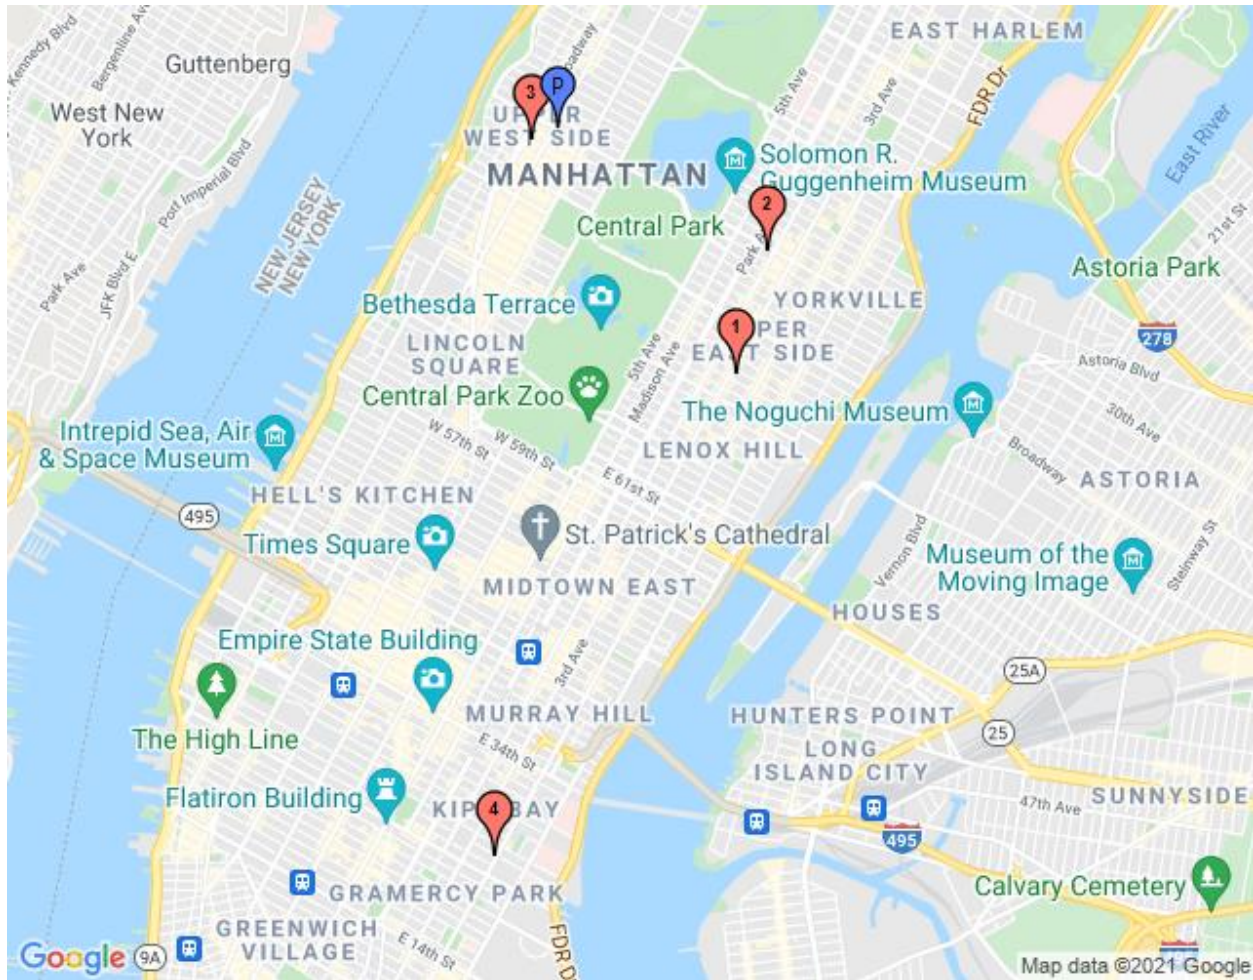 EAST HARLEM
Kennedy Blvd
Bergenline Ave
Broadway
Guttenberg
5th Ave
3rd Ave
FDR Dr
3
P
West New
York
UPPER
WEST SIDE
East River
MANHATTAN
Solomon R.
Guggenheim Museum
Port Imperial Blvd
NEW JERSEY
NEW YORK
2
Central Park
Park Ave
21st St
Park Ave
JFK Blvd E
Astoria Park
Bethesda Terrace
YORKVILLE
1
UPPER
EAST SIDE
278
LINCOLN
SQUARE
5th Ave
Madison Ave
Astoria Blvd
Central Park Zoo
The Noguchi Museum
30th Ave
Intrepid Sea, Air
& Space Museum
W 57th St
W 59th St
LENOX HILL
Broadway
ASTORIA
E 61st St
HELL'S KITCHEN
495
Times Square
St. Patrick's Cathedral
Vernon Blvd
Steinway St
Museum of the
Moving Image
MIDTOWN EAST
HOUSES
Empire State Building
3rd Ave
25A
MURRAY HILL
HUNTERS POINT
25
The High Line
E 34th St
LONG
ISLAND CITY
Flatiron Building
KIPS BAY
4
47th Ave
SUNNYSIDE
495
GRAMERCY PARK
Calvary Cemetery
GREENWICH
VILLAGE
E 14th St
FDR Dr
Google
9A
Map data ©2021 Google